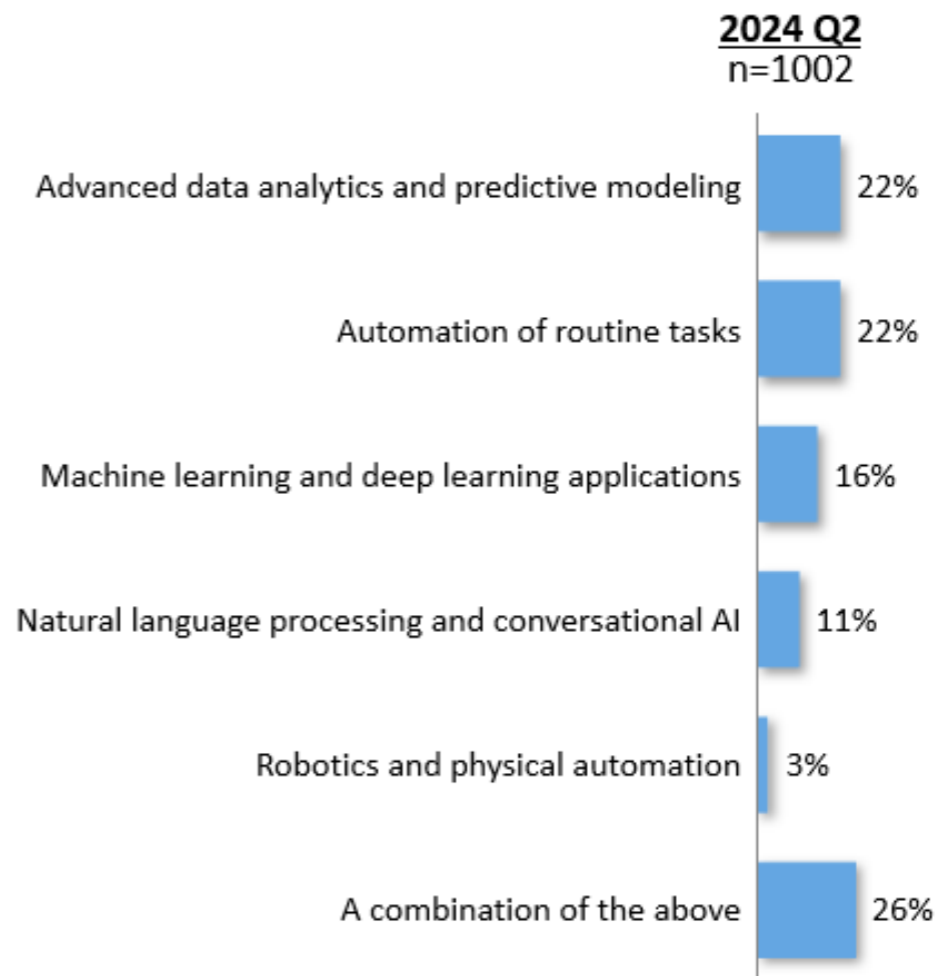 2024 Q2
n=1002
Advanced data analytics and predictive modeling 22%
Automation of routine tasks 22%
Machine learning and deep learning applications 16%
Natural language processing and conversational AI 11%
Robotics and physical automation 3%
A combination of the above 26%